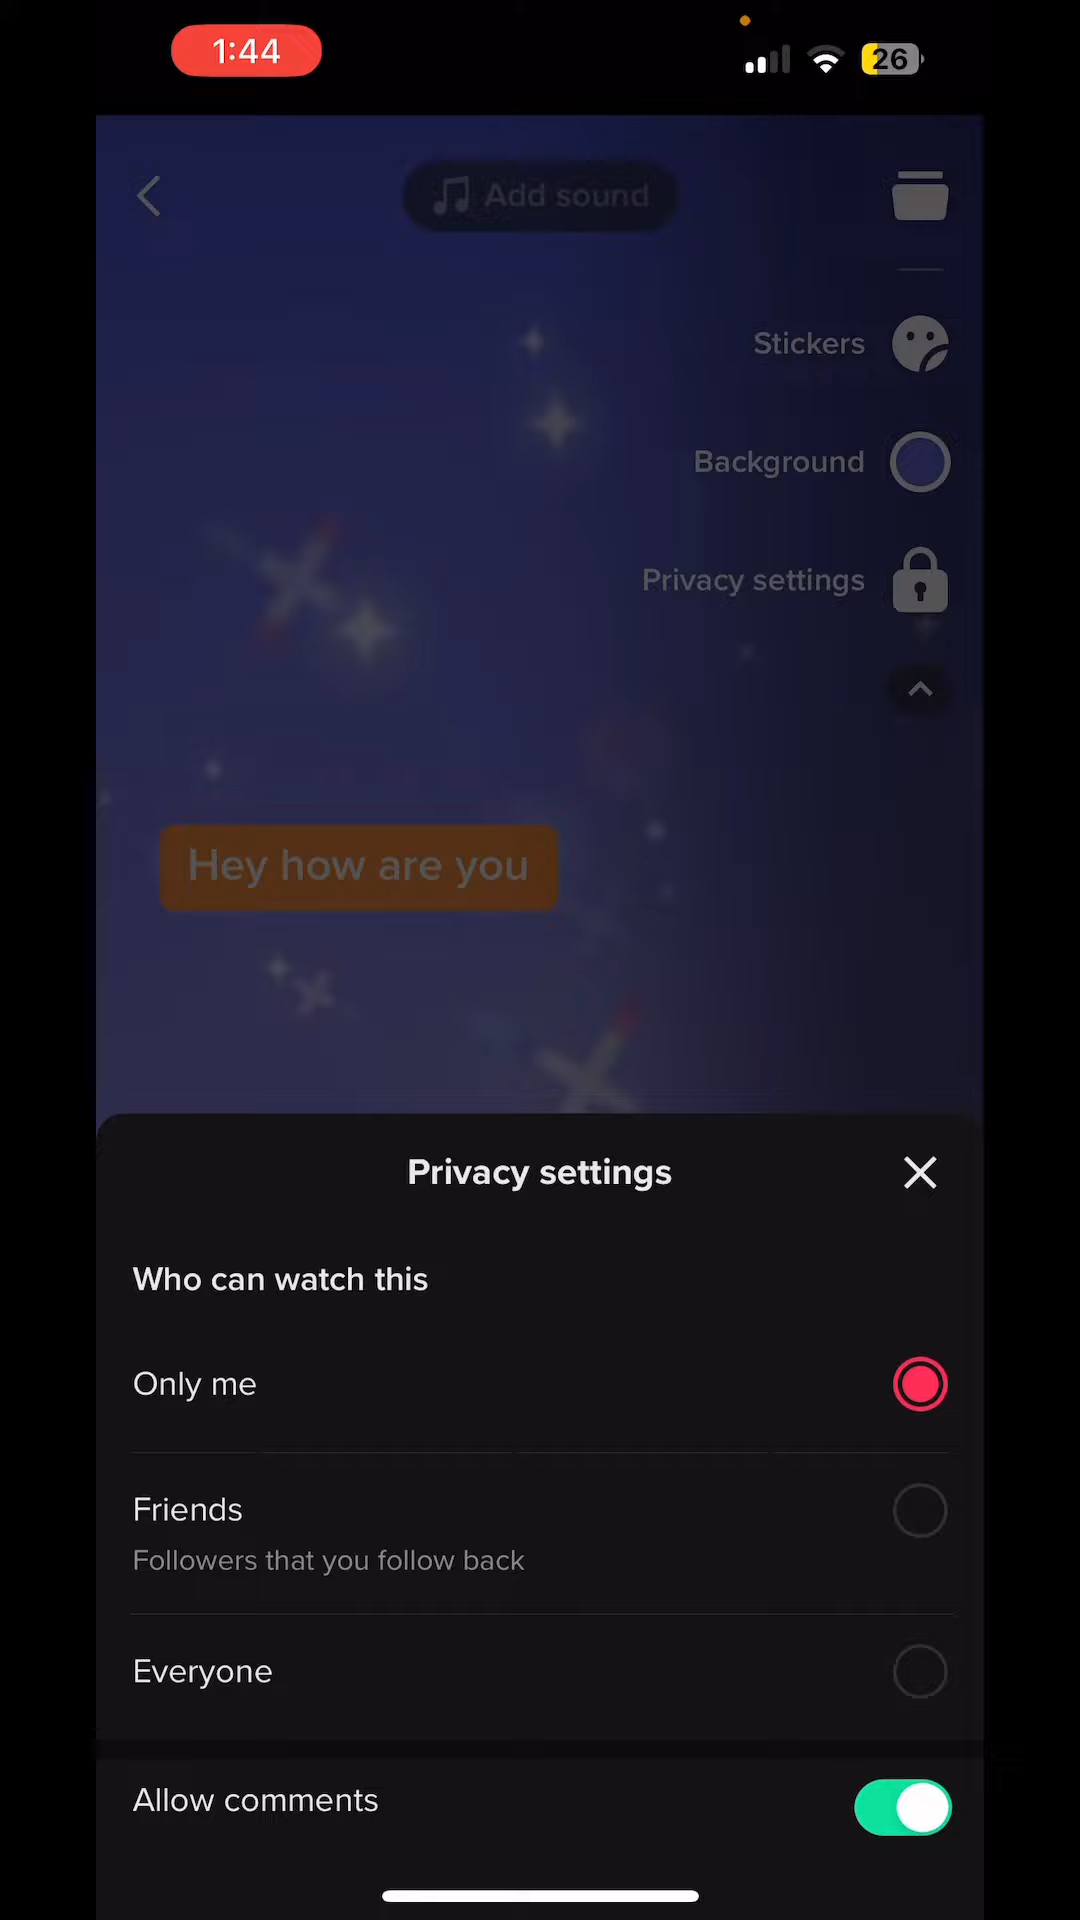 1:44
26
Add sound
Stickers
Background
Privacy settings
Hey how are you
Privacy settings
Who can watch this
Only me
Friends
Followers that you follow back
Everyone
Allow comments